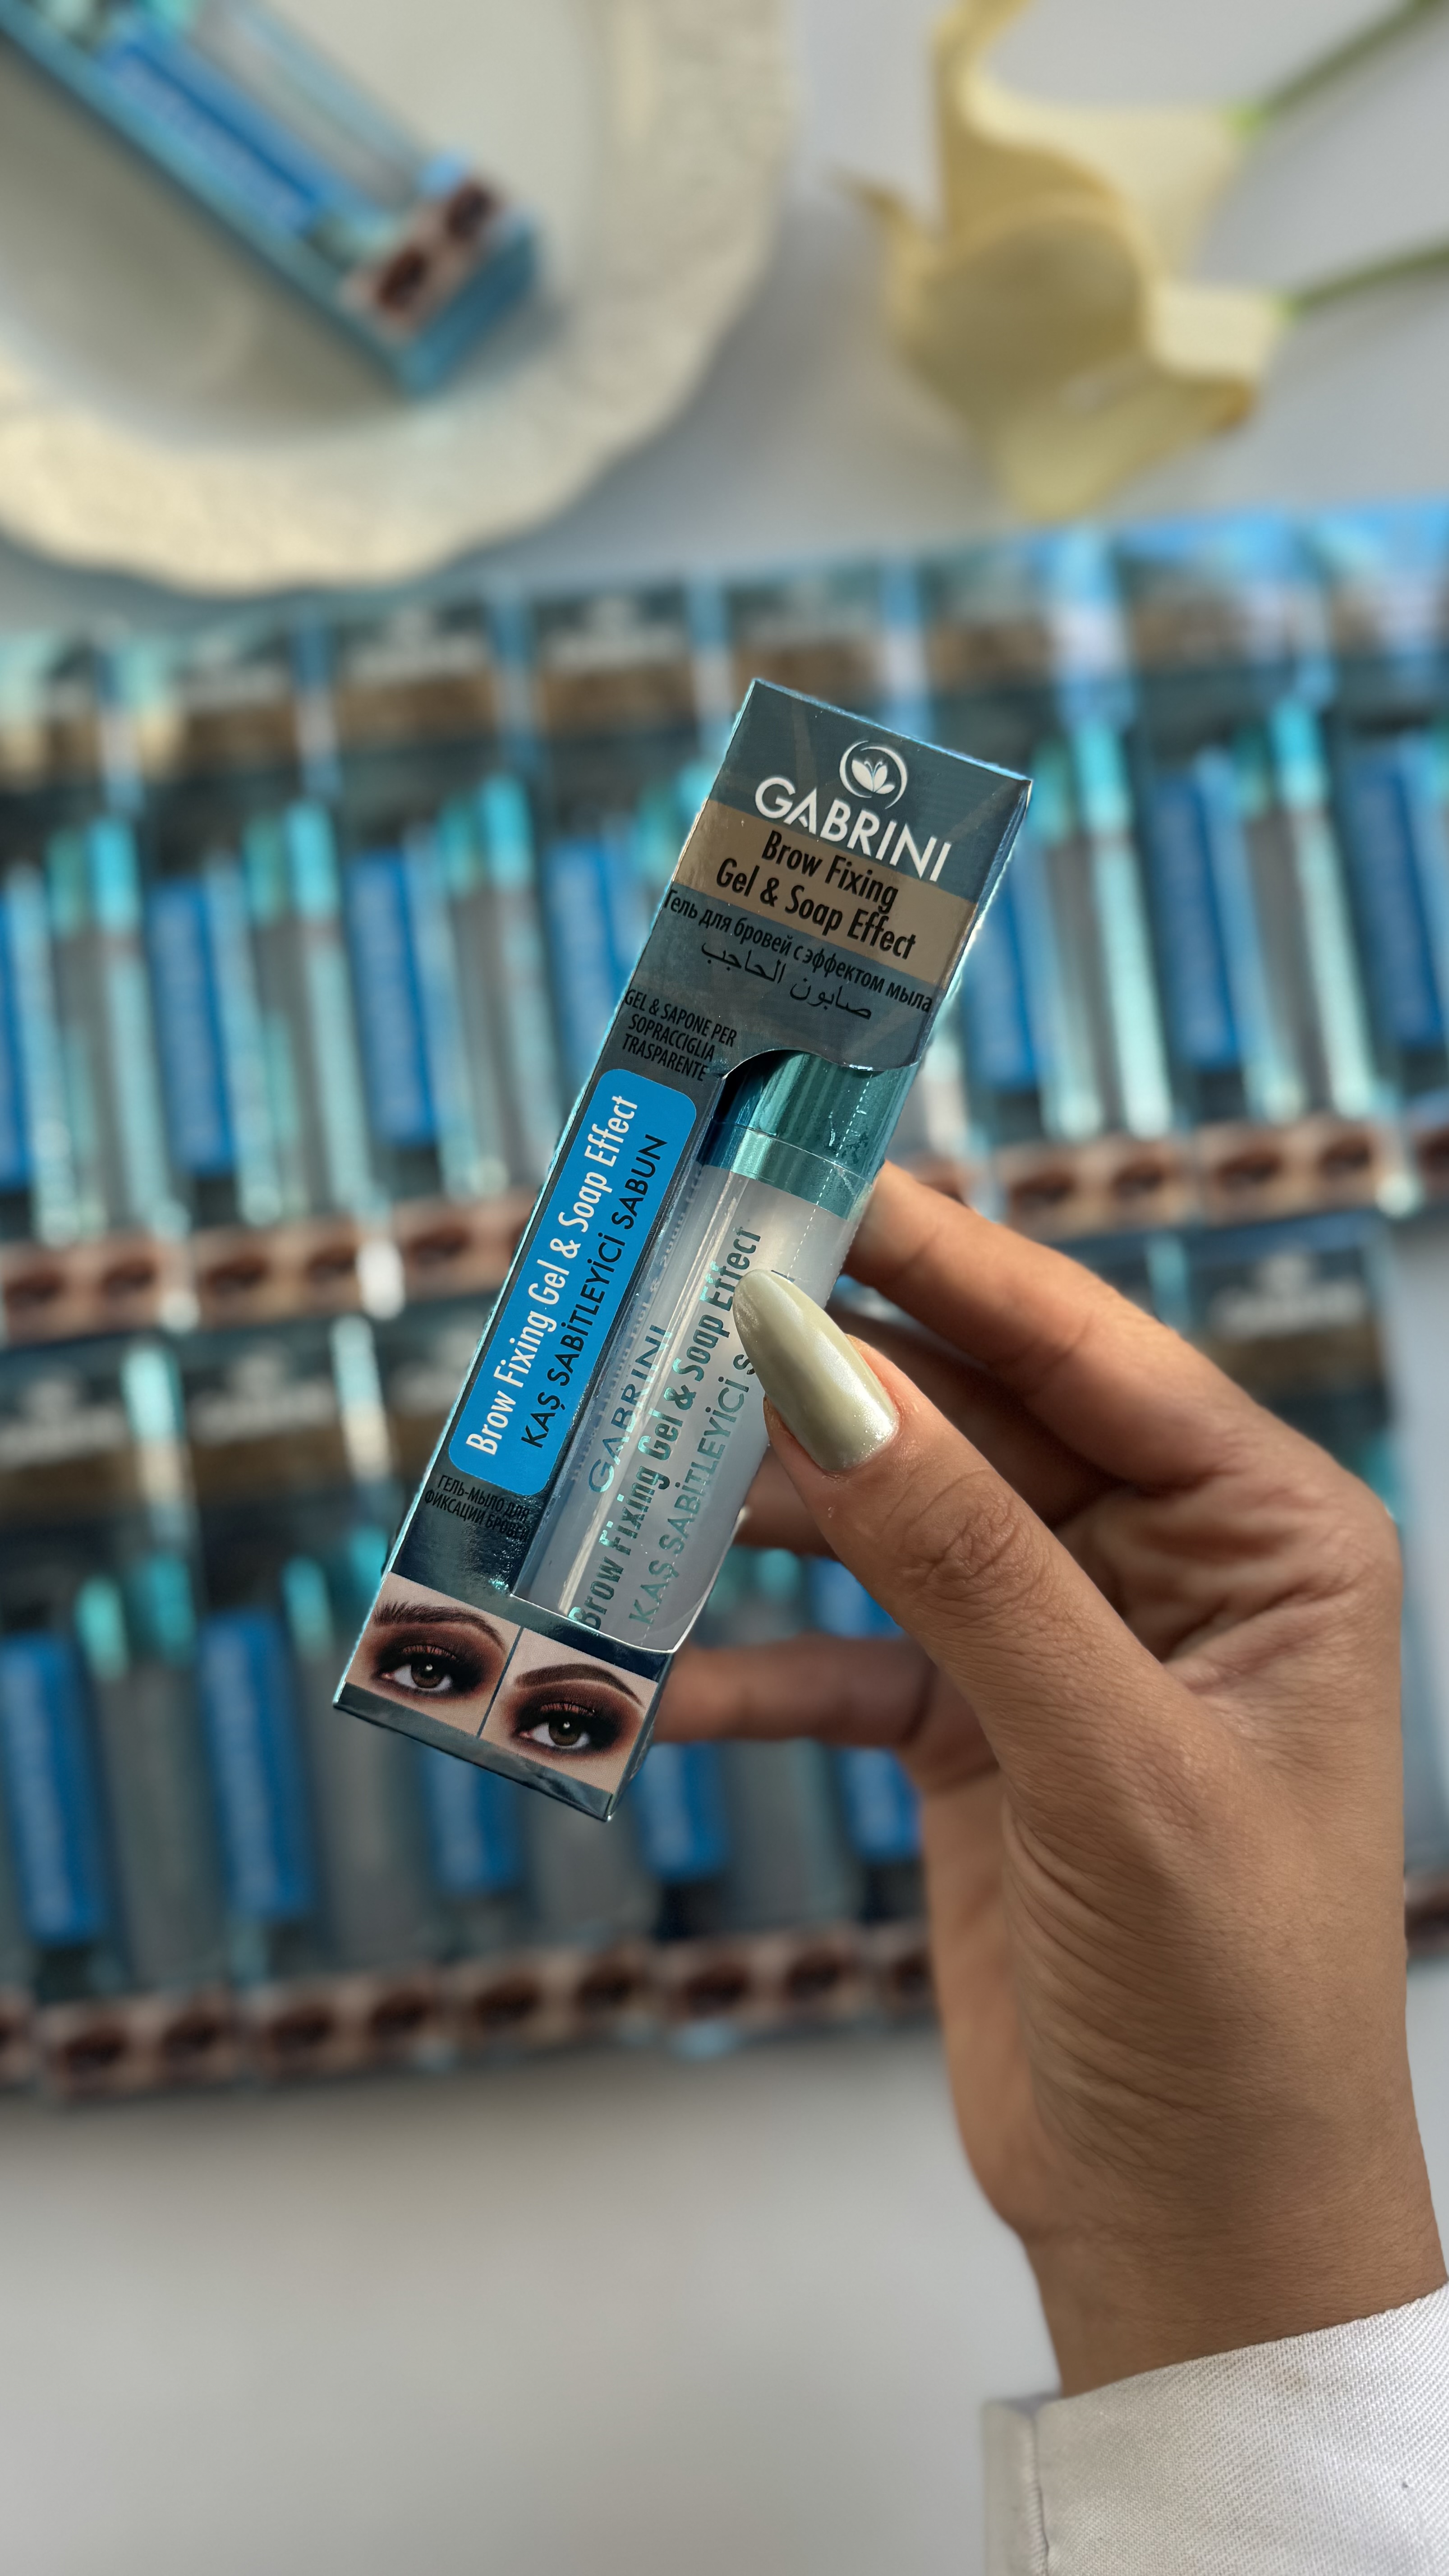 GABRINI
Brow Fixing
Gel & Soap Effect
Гель для бровей с эффектом мыла
صابون الحاجب
GEL & SAPONE PER
SOPRACCIGLIA
TRASPARENTE
Brow Fixing Gel & Soap Effect
KAŞ SABİTLEYİCİ SABUN
ГЕЛЬ-МЫЛО ДЛЯ
ФИКСАЦИИ БРОВЕЙ
GABRINI
Brow Fixing Gel & Soap Effect
KAŞ SABİTLEYİCİ